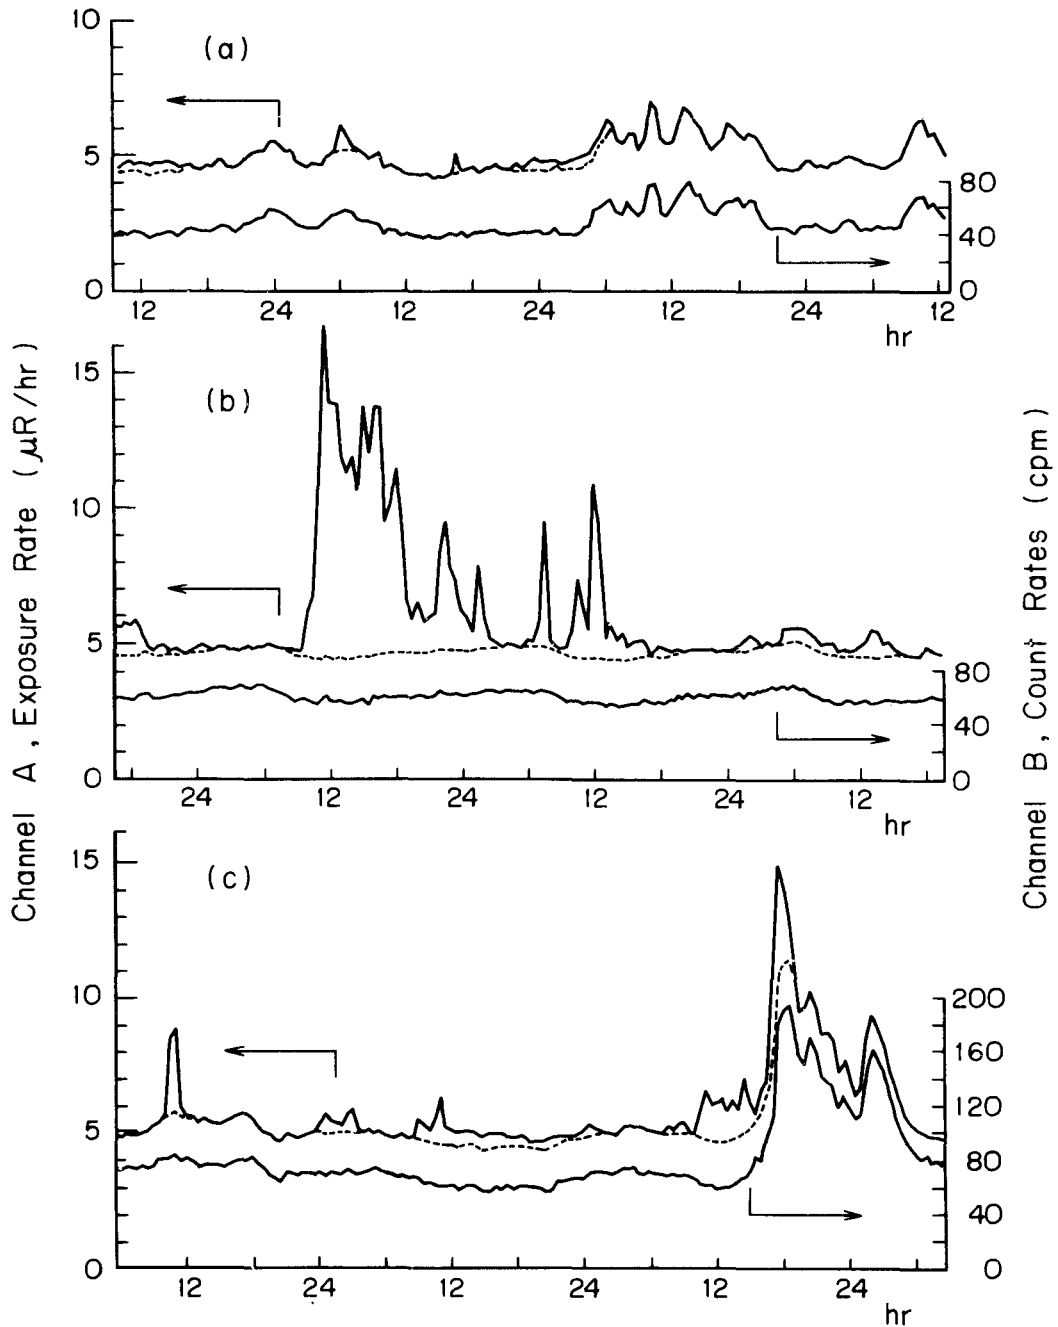 Channel A, Exposure Rate (μR/hr)
Channel B, Count Rates (cpm)
(a)
10
5
0
80
40
0
12 24 12 24 12 24 12
hr
(b)
15
10
5
0
80
40
0
24 12 24 12 24 12
hr
(c)
15
10
5
0
200
160
120
80
40
0
12 24 12 24 12 24
hr